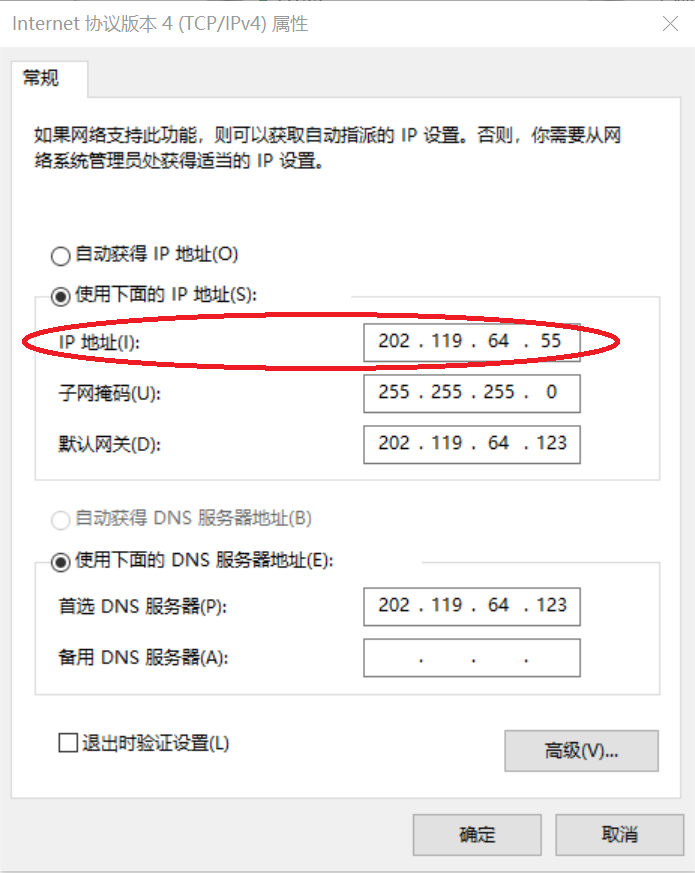 Internet 协议版本 4 (TCP/IPv4) 属性
常规
如果网络支持此功能，则可以获取自动指派的 IP 设置。否则，你需要从网
络系统管理员处获得适当的 IP 设置。
自动获得 IP 地址(O)
使用下面的 IP 地址(S):
IP 地址(I): 202 . 119 . 64 . 55
子网掩码(U): 255 . 255 . 255 . 0
默认网关(D): 202 . 119 . 64 . 123
自动获得 DNS 服务器地址(B)
使用下面的 DNS 服务器地址(E):
首选 DNS 服务器(P): 202 . 119 . 64 . 123
备用 DNS 服务器(A): . . .
退出时验证设置(L)
高级(V)...
确定 取消